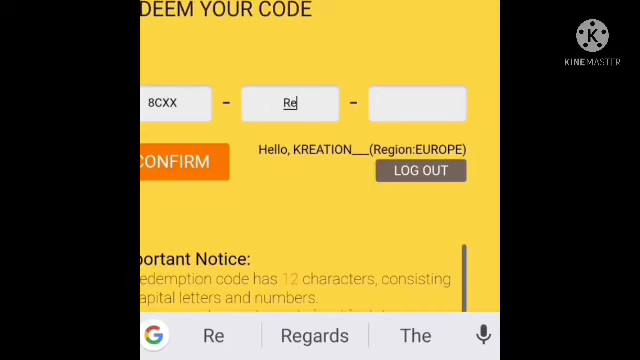 DEEM YOUR CODE
K
KINEMASTER
8CXX - Re -
Hello, KREATION___(Region:EUROPE)
CONFIRM
LOG OUT
portant Notice:
edemption code has 12 characters, consisting
apital letters and numbers.
G Re Regards The